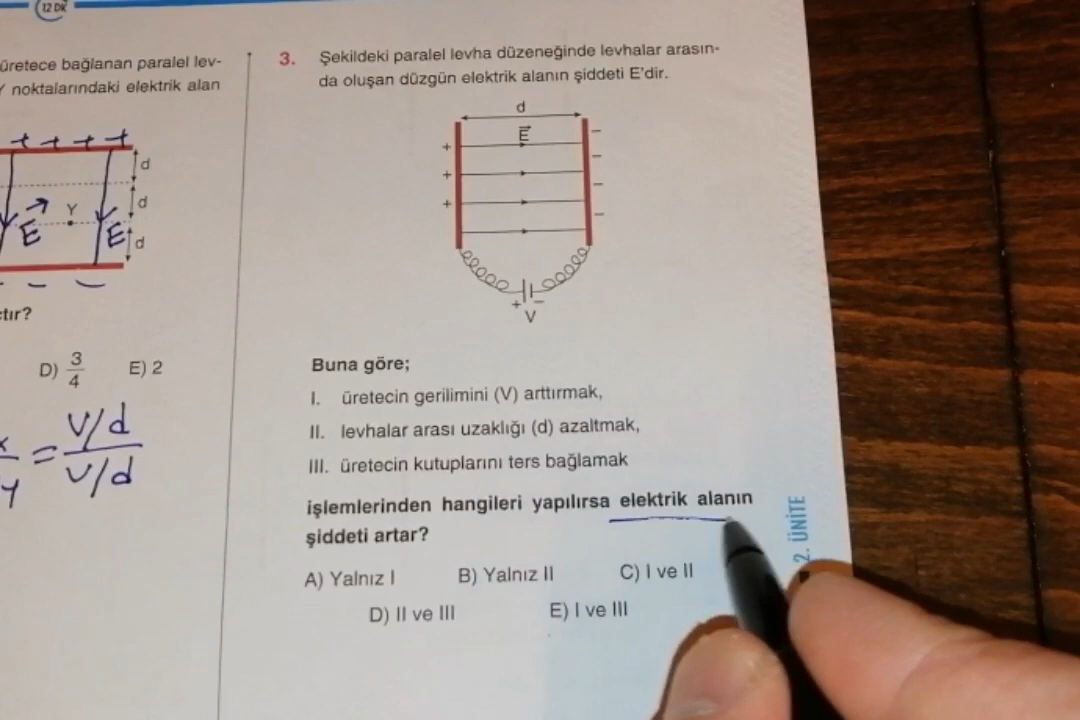 12 DK
üretece bağlanan paralel lev-
noktalarındaki elektrik alan
+ + + +
d
d
Y
E
E
d
- - -
tır?
D) 3/4 E) 2
= V/d
V/d
3. Şekildeki paralel levha düzeneğinde levhalar arasın-
da oluşan düzgün elektrik alanın şiddeti E'dir.
d
E
+ -
+ -
+ -
-
+ -
V
Buna göre;
I. üretecin gerilimini (V) arttırmak,
II. levhalar arası uzaklığı (d) azaltmak,
III. üretecin kutuplarını ters bağlamak
işlemlerinden hangileri yapılırsa elektrik alanın
şiddeti artar?
A) Yalnız I B) Yalnız II C) I ve II
D) II ve III E) I ve III
2. ÜNİTE